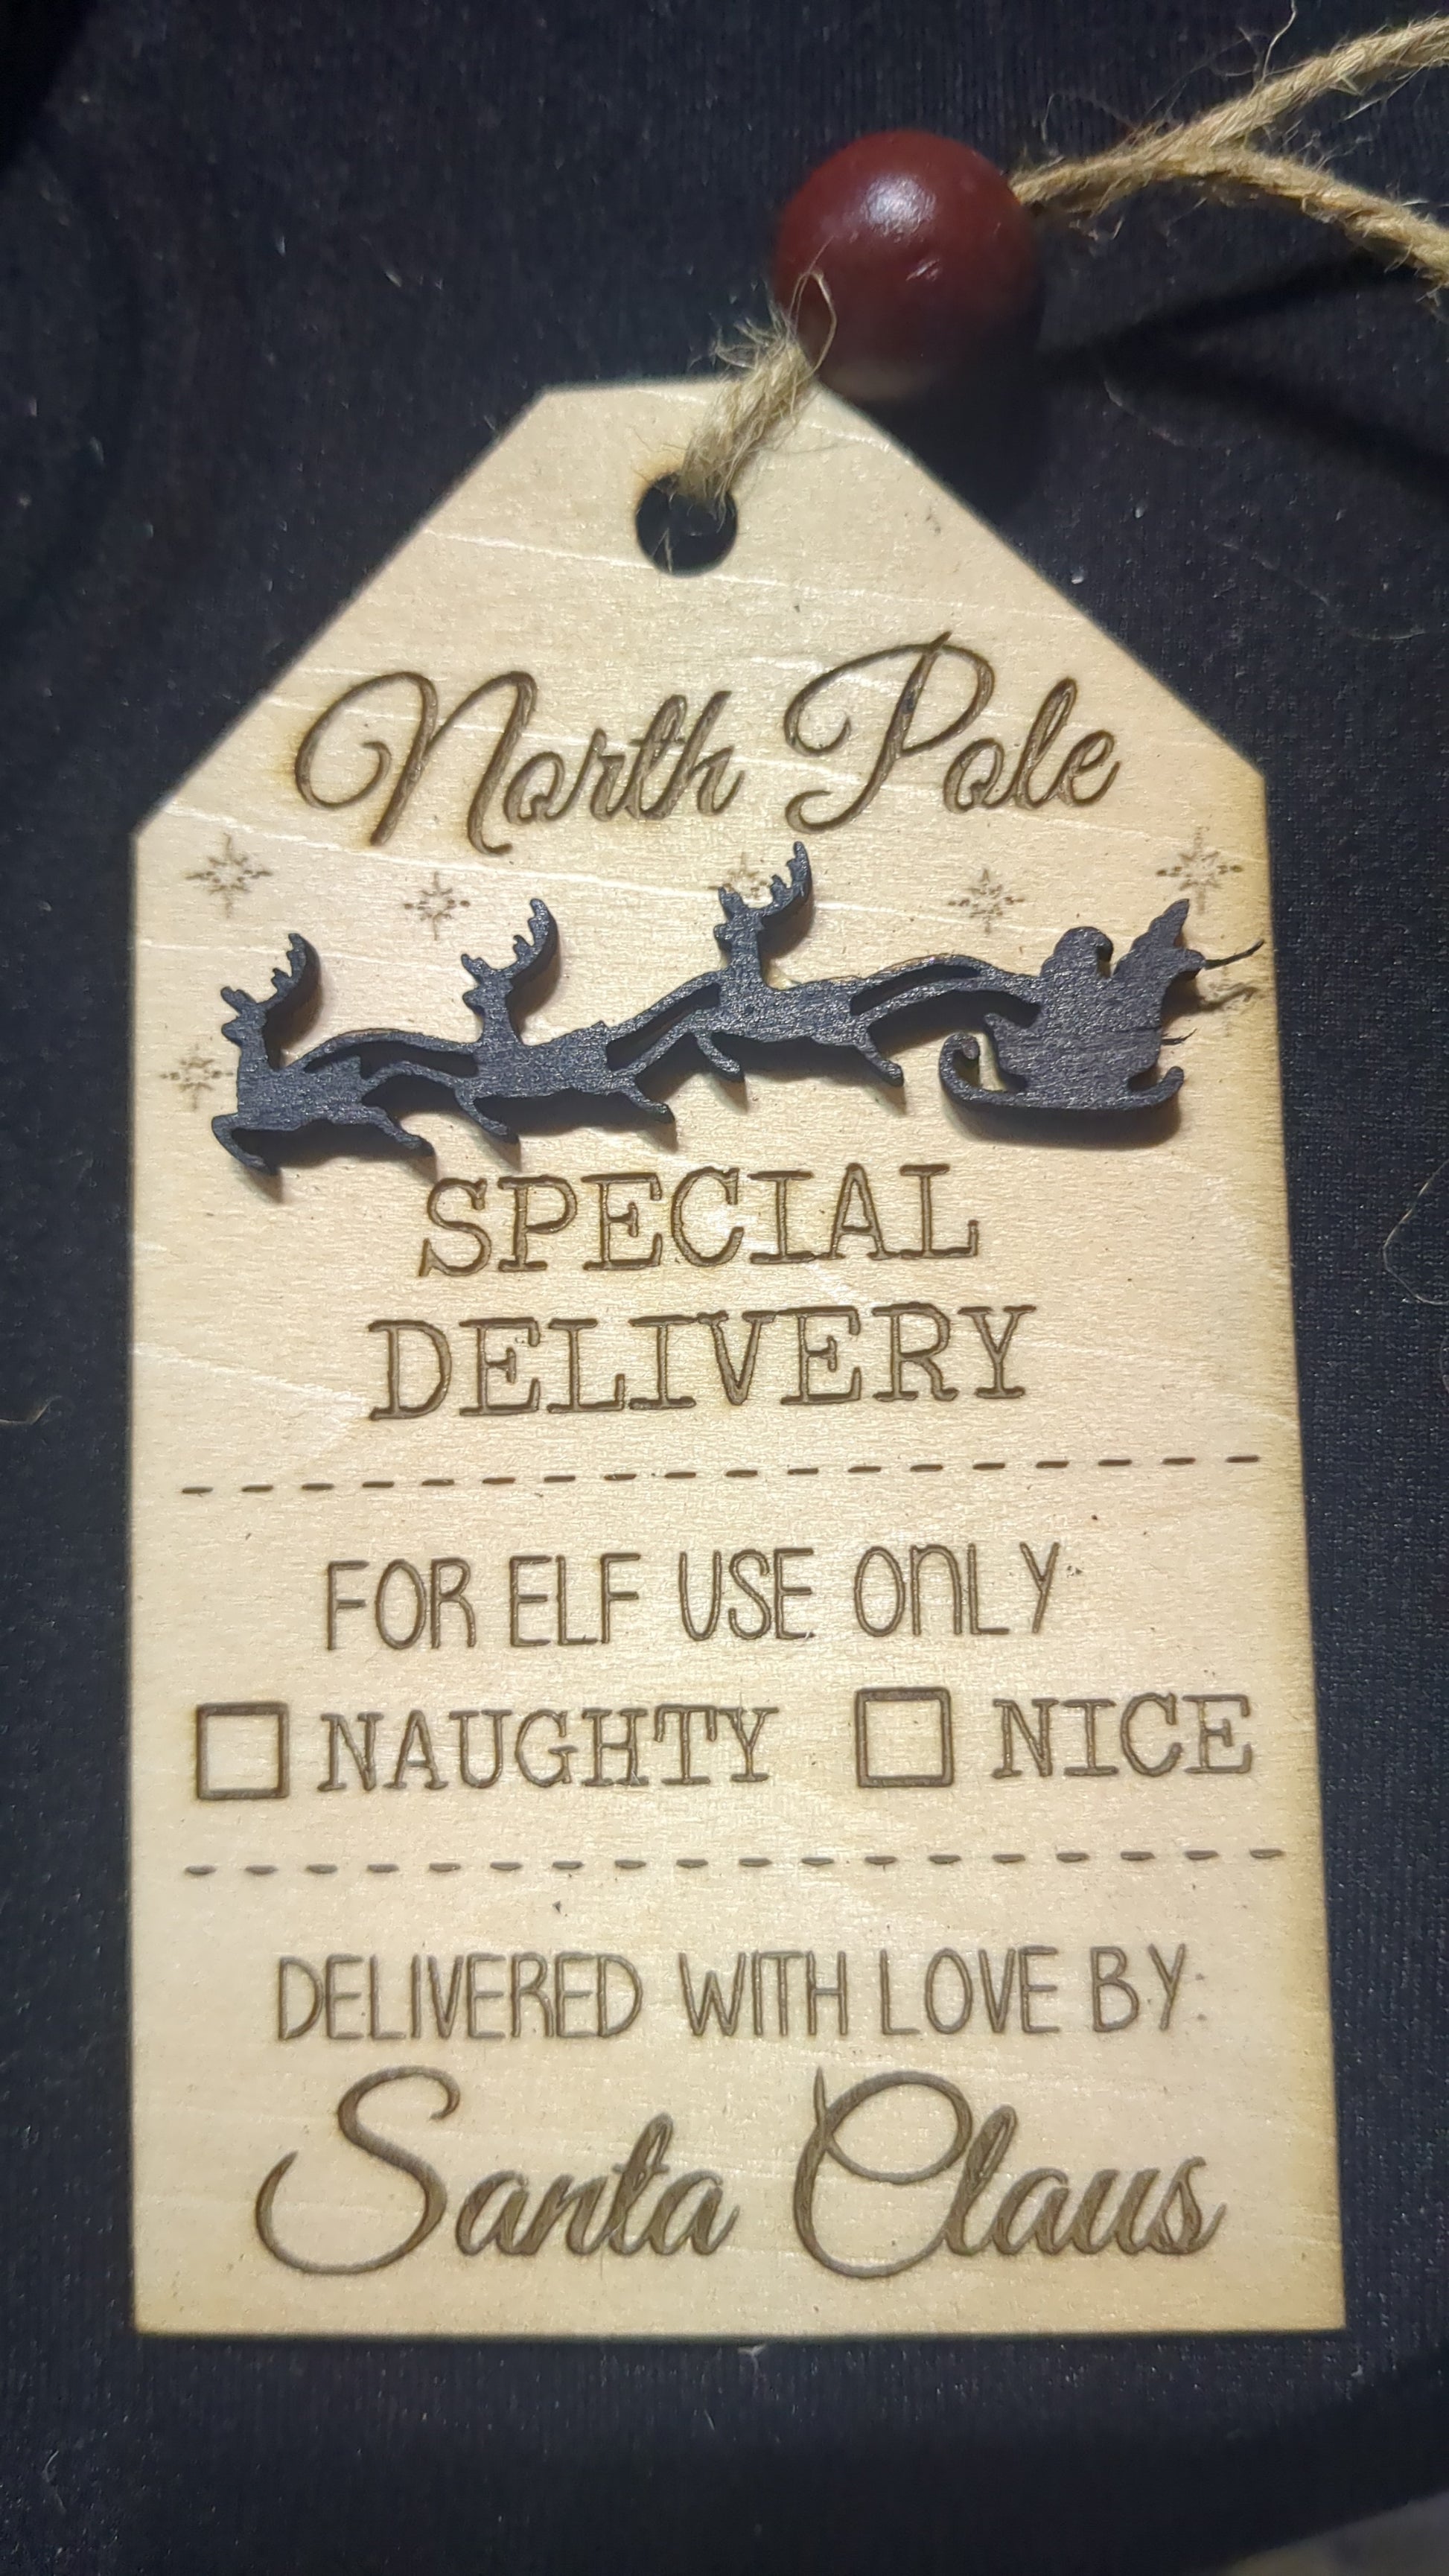 North Pole
SPECIAL
DELIVERY
FOR ELF USE ONLY
NAUGHTY NICE
DELIVERED WITH LOVE BY:
Santa Claus